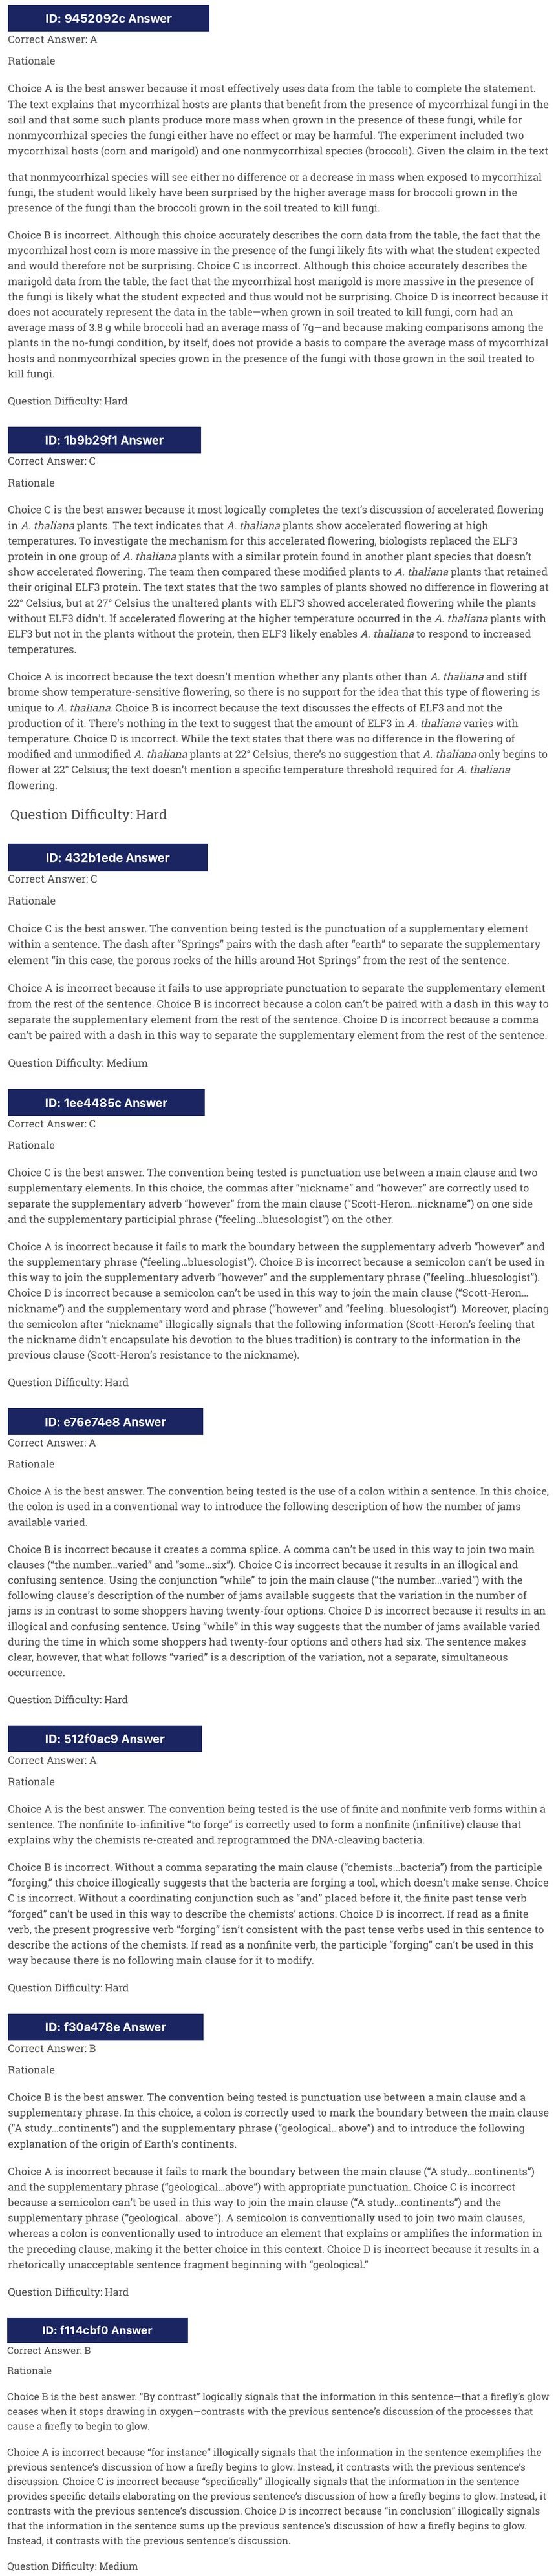 ID: 9452092c Answer
Correct Answer: A
Rationale
Choice A is the best answer because it most effectively uses data from the table to complete the statement.
The text explains that mycorrhizal hosts are plants that benefit from the presence of mycorrhizal fungi in the
soil and that some such plants produce more mass when grown in the presence of these fungi, while for
nonmycorrhizal species the fungi either have no effect or may be harmful. The experiment included two
mycorrhizal hosts (corn and marigold) and one nonmycorrhizal species (broccoli). Given the claim in the text
that nonmycorrhizal species will see either no difference or a decrease in mass when exposed to mycorrhizal
fungi, the student would likely have been surprised by the higher average mass for broccoli grown in the
presence of the fungi than the broccoli grown in the soil treated to kill fungi.
Choice B is incorrect. Although this choice accurately describes the corn data from the table, the fact that the
mycorrhizal host corn is more massive in the presence of the fungi likely fits with what the student expected
and would therefore not be surprising. Choice C is incorrect. Although this choice accurately describes the
marigold data from the table, the fact that the mycorrhizal host marigold is more massive in the presence of
the fungi is likely what the student expected and thus would not be surprising. Choice D is incorrect because it
does not accurately represent the data in the table—when grown in soil treated to kill fungi, corn had an
average mass of 3.8 g while broccoli had an average mass of 7g—and because making comparisons among the
plants in the no-fungi condition, by itself, does not provide a basis to compare the average mass of mycorrhizal
hosts and nonmycorrhizal species grown in the presence of the fungi with those grown in the soil treated to
kill fungi.
Question Difficulty: Hard
ID: 1b9b29f1 Answer
Correct Answer: C
Rationale
Choice C is the best answer because it most logically completes the text's discussion of accelerated flowering
in A. thaliana plants. The text indicates that A. thaliana plants show accelerated flowering at high
temperatures. To investigate the mechanism for this accelerated flowering, biologists replaced the ELF3
protein in one group of A. thaliana plants with a similar protein found in another plant species that doesn't
show accelerated flowering. The team then compared these modified plants to A. thaliana plants that retained
their original ELF3 protein. The text states that the two samples of plants showed no difference in flowering at
22° Celsius, but at 27° Celsius the unaltered plants with ELF3 showed accelerated flowering while the plants
without ELF3 didn't. If accelerated flowering at the higher temperature occurred in the A. thaliana plants with
ELF3 but not in the plants without the protein, then ELF3 likely enables A. thaliana to respond to increased
temperatures.
Choice A is incorrect because the text doesn't mention whether any plants other than A. thaliana and stiff
brome show temperature-sensitive flowering, so there is no support for the idea that this type of flowering is
unique to A. thaliana. Choice B is incorrect because the text discusses the effects of ELF3 and not the
production of it. There's nothing in the text to suggest that the amount of ELF3 in A. thaliana varies with
temperature. Choice D is incorrect. While the text states that there was no difference in the flowering of
modified and unmodified A. thaliana plants at 22° Celsius, there's no suggestion that A. thaliana only begins to
flower at 22° Celsius; the text doesn't mention a specific temperature threshold required for A. thaliana
flowering.
Question Difficulty: Hard
ID: 432b1ede Answer
Correct Answer: C
Rationale
Choice C is the best answer. The convention being tested is the punctuation of a supplementary element
within a sentence. The dash after “Springs” pairs with the dash after “earth” to separate the supplementary
element “in this case, the porous rocks of the hills around Hot Springs” from the rest of the sentence.
Choice A is incorrect because it fails to use appropriate punctuation to separate the supplementary element
from the rest of the sentence. Choice B is incorrect because a colon can't be paired with a dash in this way to
separate the supplementary element from the rest of the sentence. Choice D is incorrect because a comma
can't be paired with a dash in this way to separate the supplementary element from the rest of the sentence.
Question Difficulty: Medium
ID: 1ee4485c Answer
Correct Answer: C
Rationale
Choice C is the best answer. The convention being tested is punctuation use between a main clause and two
supplementary elements. In this choice, the commas after “nickname” and “however” are correctly used to
separate the supplementary adverb “however” from the main clause (“Scott-Heron…nickname”) on one side
and the supplementary participial phrase (“feeling…bluesologist”) on the other.
Choice A is incorrect because it fails to mark the boundary between the supplementary adverb “however” and
the supplementary phrase (“feeling…bluesologist”). Choice B is incorrect because a semicolon can't be used in
this way to join the supplementary adverb “however” and the supplementary phrase (“feeling…bluesologist”).
Choice D is incorrect because a semicolon can't be used in this way to join the main clause (“Scott-Heron…
nickname”) and the supplementary word and phrase (“however” and “feeling…bluesologist”). Moreover, placing
the semicolon after “nickname” illogically signals that the following information (Scott-Heron's feeling that
the nickname didn't encapsulate his devotion to the blues tradition) is contrary to the information in the
previous clause (Scott-Heron's resistance to the nickname).
Question Difficulty: Hard
ID: e76e74e8 Answer
Correct Answer: A
Rationale
Choice A is the best answer. The convention being tested is the use of a colon within a sentence. In this choice,
the colon is used in a conventional way to introduce the following description of how the number of jams
available varied.
Choice B is incorrect because it creates a comma splice. A comma can't be used in this way to join two main
clauses (“the number…varied” and “some…six”). Choice C is incorrect because it results in an illogical and
confusing sentence. Using the conjunction “while” to join the main clause (“the number…varied”) with the
following clause's description of the number of jams available suggests that the variation in the number of
jams is in contrast to some shoppers having twenty-four options. Choice D is incorrect because it results in an
illogical and confusing sentence. Using “while” in this way suggests that the number of jams available varied
during the time in which some shoppers had twenty-four options and others had six. The sentence makes
clear, however, that what follows “varied” is a description of the variation, not a separate, simultaneous
occurrence.
Question Difficulty: Hard
ID: 512f0ac9 Answer
Correct Answer: A
Rationale
Choice A is the best answer. The convention being tested is the use of finite and nonfinite verb forms within a
sentence. The nonfinite to-infinitive “to forge” is correctly used to form a nonfinite (infinitive) clause that
explains why the chemists re-created and reprogrammed the DNA-cleaving bacteria.
Choice B is incorrect. Without a comma separating the main clause (“chemists…bacteria”) from the participle
“forging,” this choice illogically suggests that the bacteria are forging a tool, which doesn't make sense. Choice
C is incorrect. Without a coordinating conjunction such as “and” placed before it, the finite past tense verb
“forged” can't be used in this way to describe the chemists' actions. Choice D is incorrect. If read as a finite
verb, the present progressive verb “forging” isn't consistent with the past tense verbs used in this sentence to
describe the actions of the chemists. If read as a nonfinite verb, the participle “forging” can't be used in this
way because there is no following main clause for it to modify.
Question Difficulty: Hard
ID: f30a478e Answer
Correct Answer: B
Rationale
Choice B is the best answer. The convention being tested is punctuation use between a main clause and a
supplementary phrase. In this choice, a colon is correctly used to mark the boundary between the main clause
(“A study…continents”) and the supplementary phrase (“geological…above”) and to introduce the following
explanation of the origin of Earth's continents.
Choice A is incorrect because it fails to mark the boundary between the main clause (“A study…continents”)
and the supplementary phrase (“geological…above”) with appropriate punctuation. Choice C is incorrect
because a semicolon can't be used in this way to join the main clause (“A study…continents”) and the
supplementary phrase (“geological…above”). A semicolon is conventionally used to join two main clauses,
whereas a colon is conventionally used to introduce an element that explains or amplifies the information in
the preceding clause, making it the better choice in this context. Choice D is incorrect because it results in a
rhetorically unacceptable sentence fragment beginning with “geological.”
Question Difficulty: Hard
ID: f114cbf0 Answer
Correct Answer: B
Rationale
Choice B is the best answer. “By contrast” logically signals that the information in this sentence—that a firefly's glow
ceases when it stops drawing in oxygen—contrasts with the previous sentence's discussion of the processes that
cause a firefly to begin to glow.
Choice A is incorrect because “for instance” illogically signals that the information in the sentence exemplifies the
previous sentence's discussion of how a firefly begins to glow. Instead, it contrasts with the previous sentence's
discussion. Choice C is incorrect because “specifically” illogically signals that the information in the sentence
provides specific details elaborating on the previous sentence's discussion of how a firefly begins to glow. Instead, it
contrasts with the previous sentence's discussion. Choice D is incorrect because “in conclusion” illogically signals
that the information in the sentence sums up the previous sentence's discussion of how a firefly begins to glow.
Instead, it contrasts with the previous sentence's discussion.
Question Difficulty: Medium